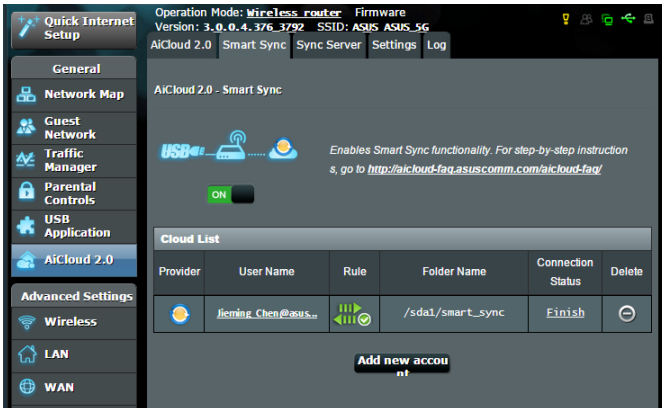 Quick Internet
Setup
Operation Mode: Wireless router Firmware
Version: 3.0.0.4.376_3792 SSID: ASUS ASUS_5G
AiCloud 2.0 Smart Sync Sync Server Settings Log
General
Network Map
Guest
Network
Traffic
Manager
Parental
Controls
USB
Application
AiCloud 2.0
Advanced Settings
Wireless
LAN
WAN
AiCloud 2.0 - Smart Sync
USB
Enables Smart Sync functionality. For step-by-step instruction
s, go to http://aicloud-faq.asuscomm.com/aicloud-faq/
ON
Cloud List
Provider User Name Rule Folder Name Connection Status Delete
Jieming_Chen@asus... /sda1/smart_sync Finish
Add new accou
nt